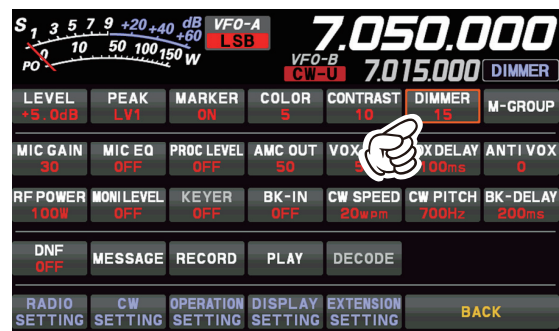 S 1 3 5 7 9 +20 +40 +60 dB
PO 0 10 50 100 150 W
VFO-A
LSB
7.050.000
VFO-B
CW-U
7.015.000
DIMMER
LEVEL PEAK MARKER COLOR CONTRAST DIMMER M-GROUP
+5.0dB LV1 ON 5 10 15
MIC GAIN MIC EQ PROC LEVEL AMC OUT VOX DELAY ANTI VOX
30 OFF OFF 50 100ms 0
RF POWER MONI LEVEL KEYER BK-IN CW SPEED CW PITCH BK-DELAY
100W OFF OFF OFF 20wpm 700Hz 200ms
DNF MESSAGE RECORD PLAY DECODE
OFF
RADIO CW OPERATION DISPLAY EXTENSION BACK
SETTING SETTING SETTING SETTING SETTING